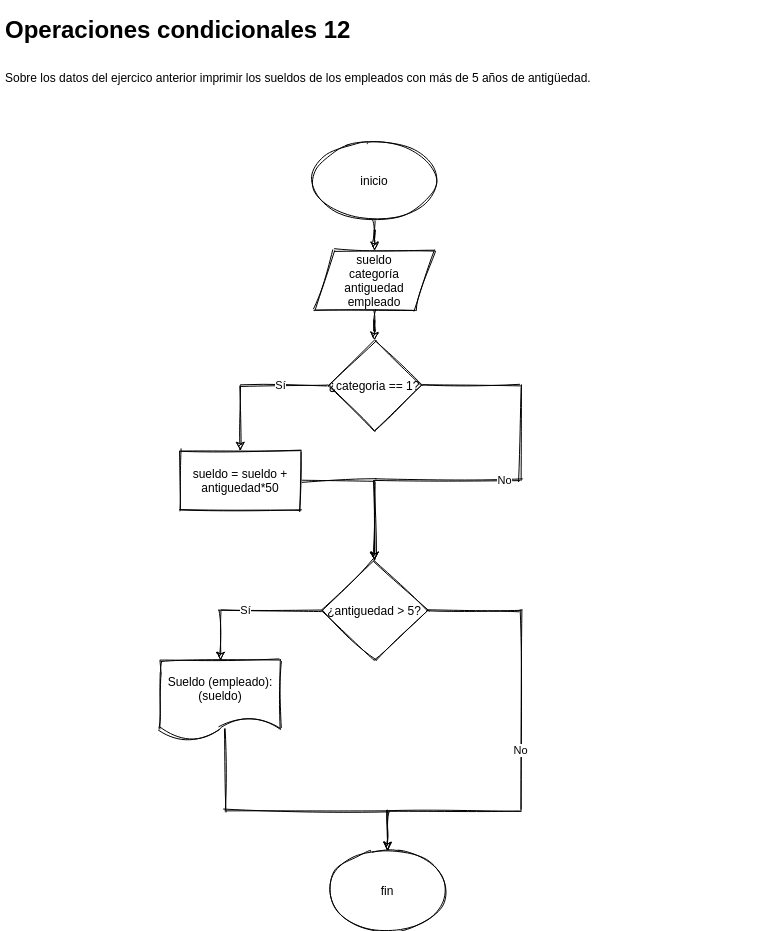 Operaciones condicionales 12
Sobre los datos del ejercico anterior imprimir los sueldos de los empleados con más de 5 años de antigüedad.
inicio
sueldo
categoría
antiguedad
empleado
¿categoria == 1?
Sí
sueldo = sueldo +
antiguedad*50
No
¿antiguedad > 5?
Sí
Sueldo (empleado):
(sueldo)
No
fin